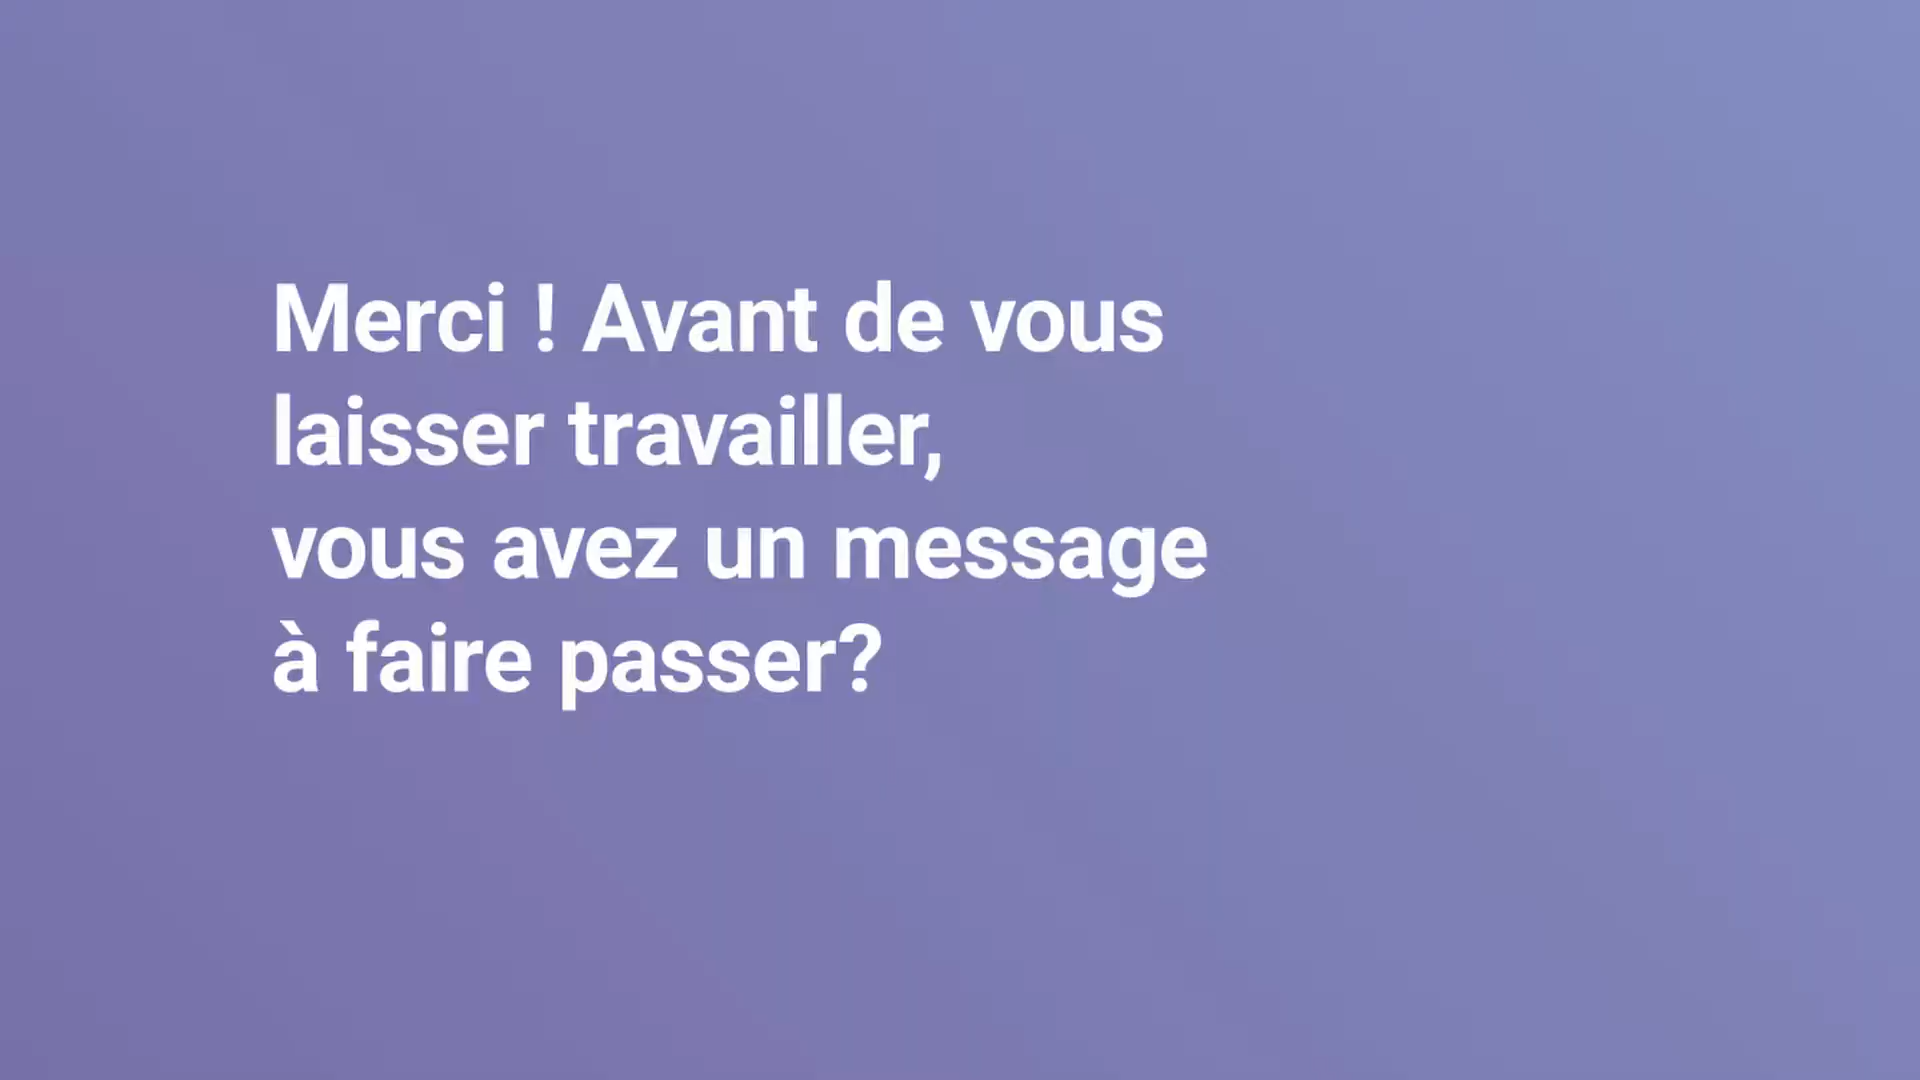 Merci ! Avant de vous
laisser travailler,
vous avez un message
à faire passer?